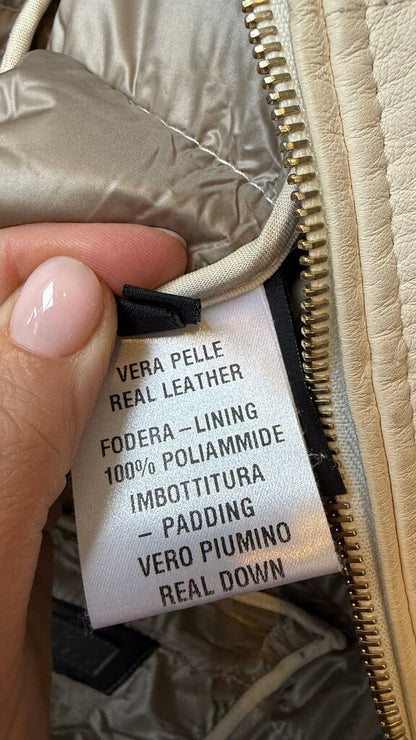 VERA PELLE
REAL LEATHER
FODERA – LINING
100% POLIAMMIDE
IMBOTTITURA
– PADDING
VERO PIUMINO
REAL DOWN